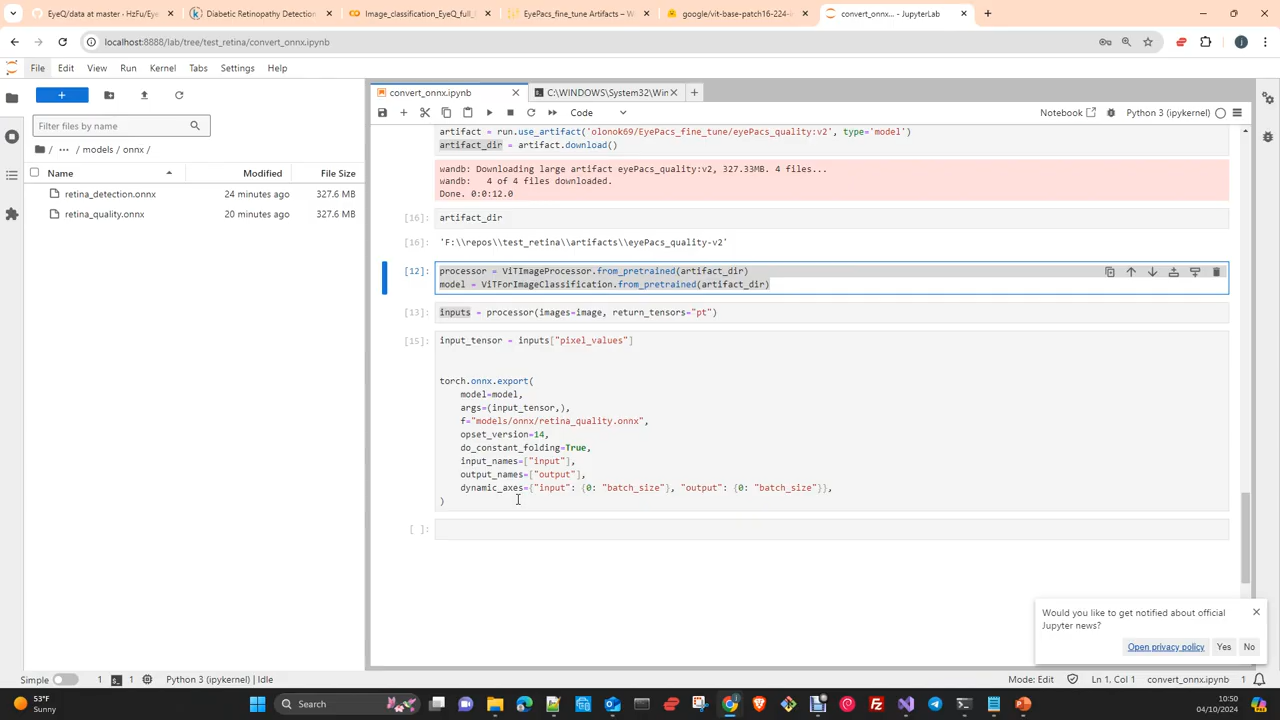 EyeQ/data at master · HzFu/Eye
Diabetic Retinopathy Detection
Image_classification_EyeQ_full_
EyePacs_fine_tune Artifacts – W
google/vit-base-patch16-224-i
convert_onnx... - JupyterLab
localhost:8888/lab/tree/test_retina/convert_onnx.ipynb
File Edit View Run Kernel Tabs Settings Help
convert_onnx.ipynb
C:\WINDOWS\System32\Win
Code
Notebook
Python 3 (ipykernel)
Filter files by name
/ ··· / models / onnx /
Name Modified File Size
retina_detection.onnx 24 minutes ago 327.6 MB
retina_quality.onnx 20 minutes ago 327.6 MB
artifact = run.use_artifact('olonok69/EyePacs_fine_tune/eyePacs_quality:v2', type='model')
artifact_dir = artifact.download()
wandb: Downloading large artifact eyePacs_quality:v2, 327.33MB. 4 files...
wandb:   4 of 4 files downloaded.
Done. 0:0:12.0
[16]: artifact_dir
[16]: 'F:\\repos\\test_retina\\artifacts\\eyePacs_quality-v2'
[12]: processor = ViTImageProcessor.from_pretrained(artifact_dir)
model = ViTForImageClassification.from_pretrained(artifact_dir)
[13]: inputs = processor(images=image, return_tensors="pt")
[15]: input_tensor = inputs["pixel_values"]
torch.onnx.export(
model=model,
args=(input_tensor,),
f="models/onnx/retina_quality.onnx",
opset_version=14,
do_constant_folding=True,
input_names=["input"],
output_names=["output"],
dynamic_axes={"input": {0: "batch_size"}, "output": {0: "batch_size"}},
)
[ ]:
Would you like to get notified about official
Jupyter news?
Open privacy policy Yes No
Simple 1 1 Python 3 (ipykernel) | Idle
Mode: Edit Ln 1, Col 1 convert_onnx.ipynb 1
53°F
Sunny
Search
10:50
04/10/2024